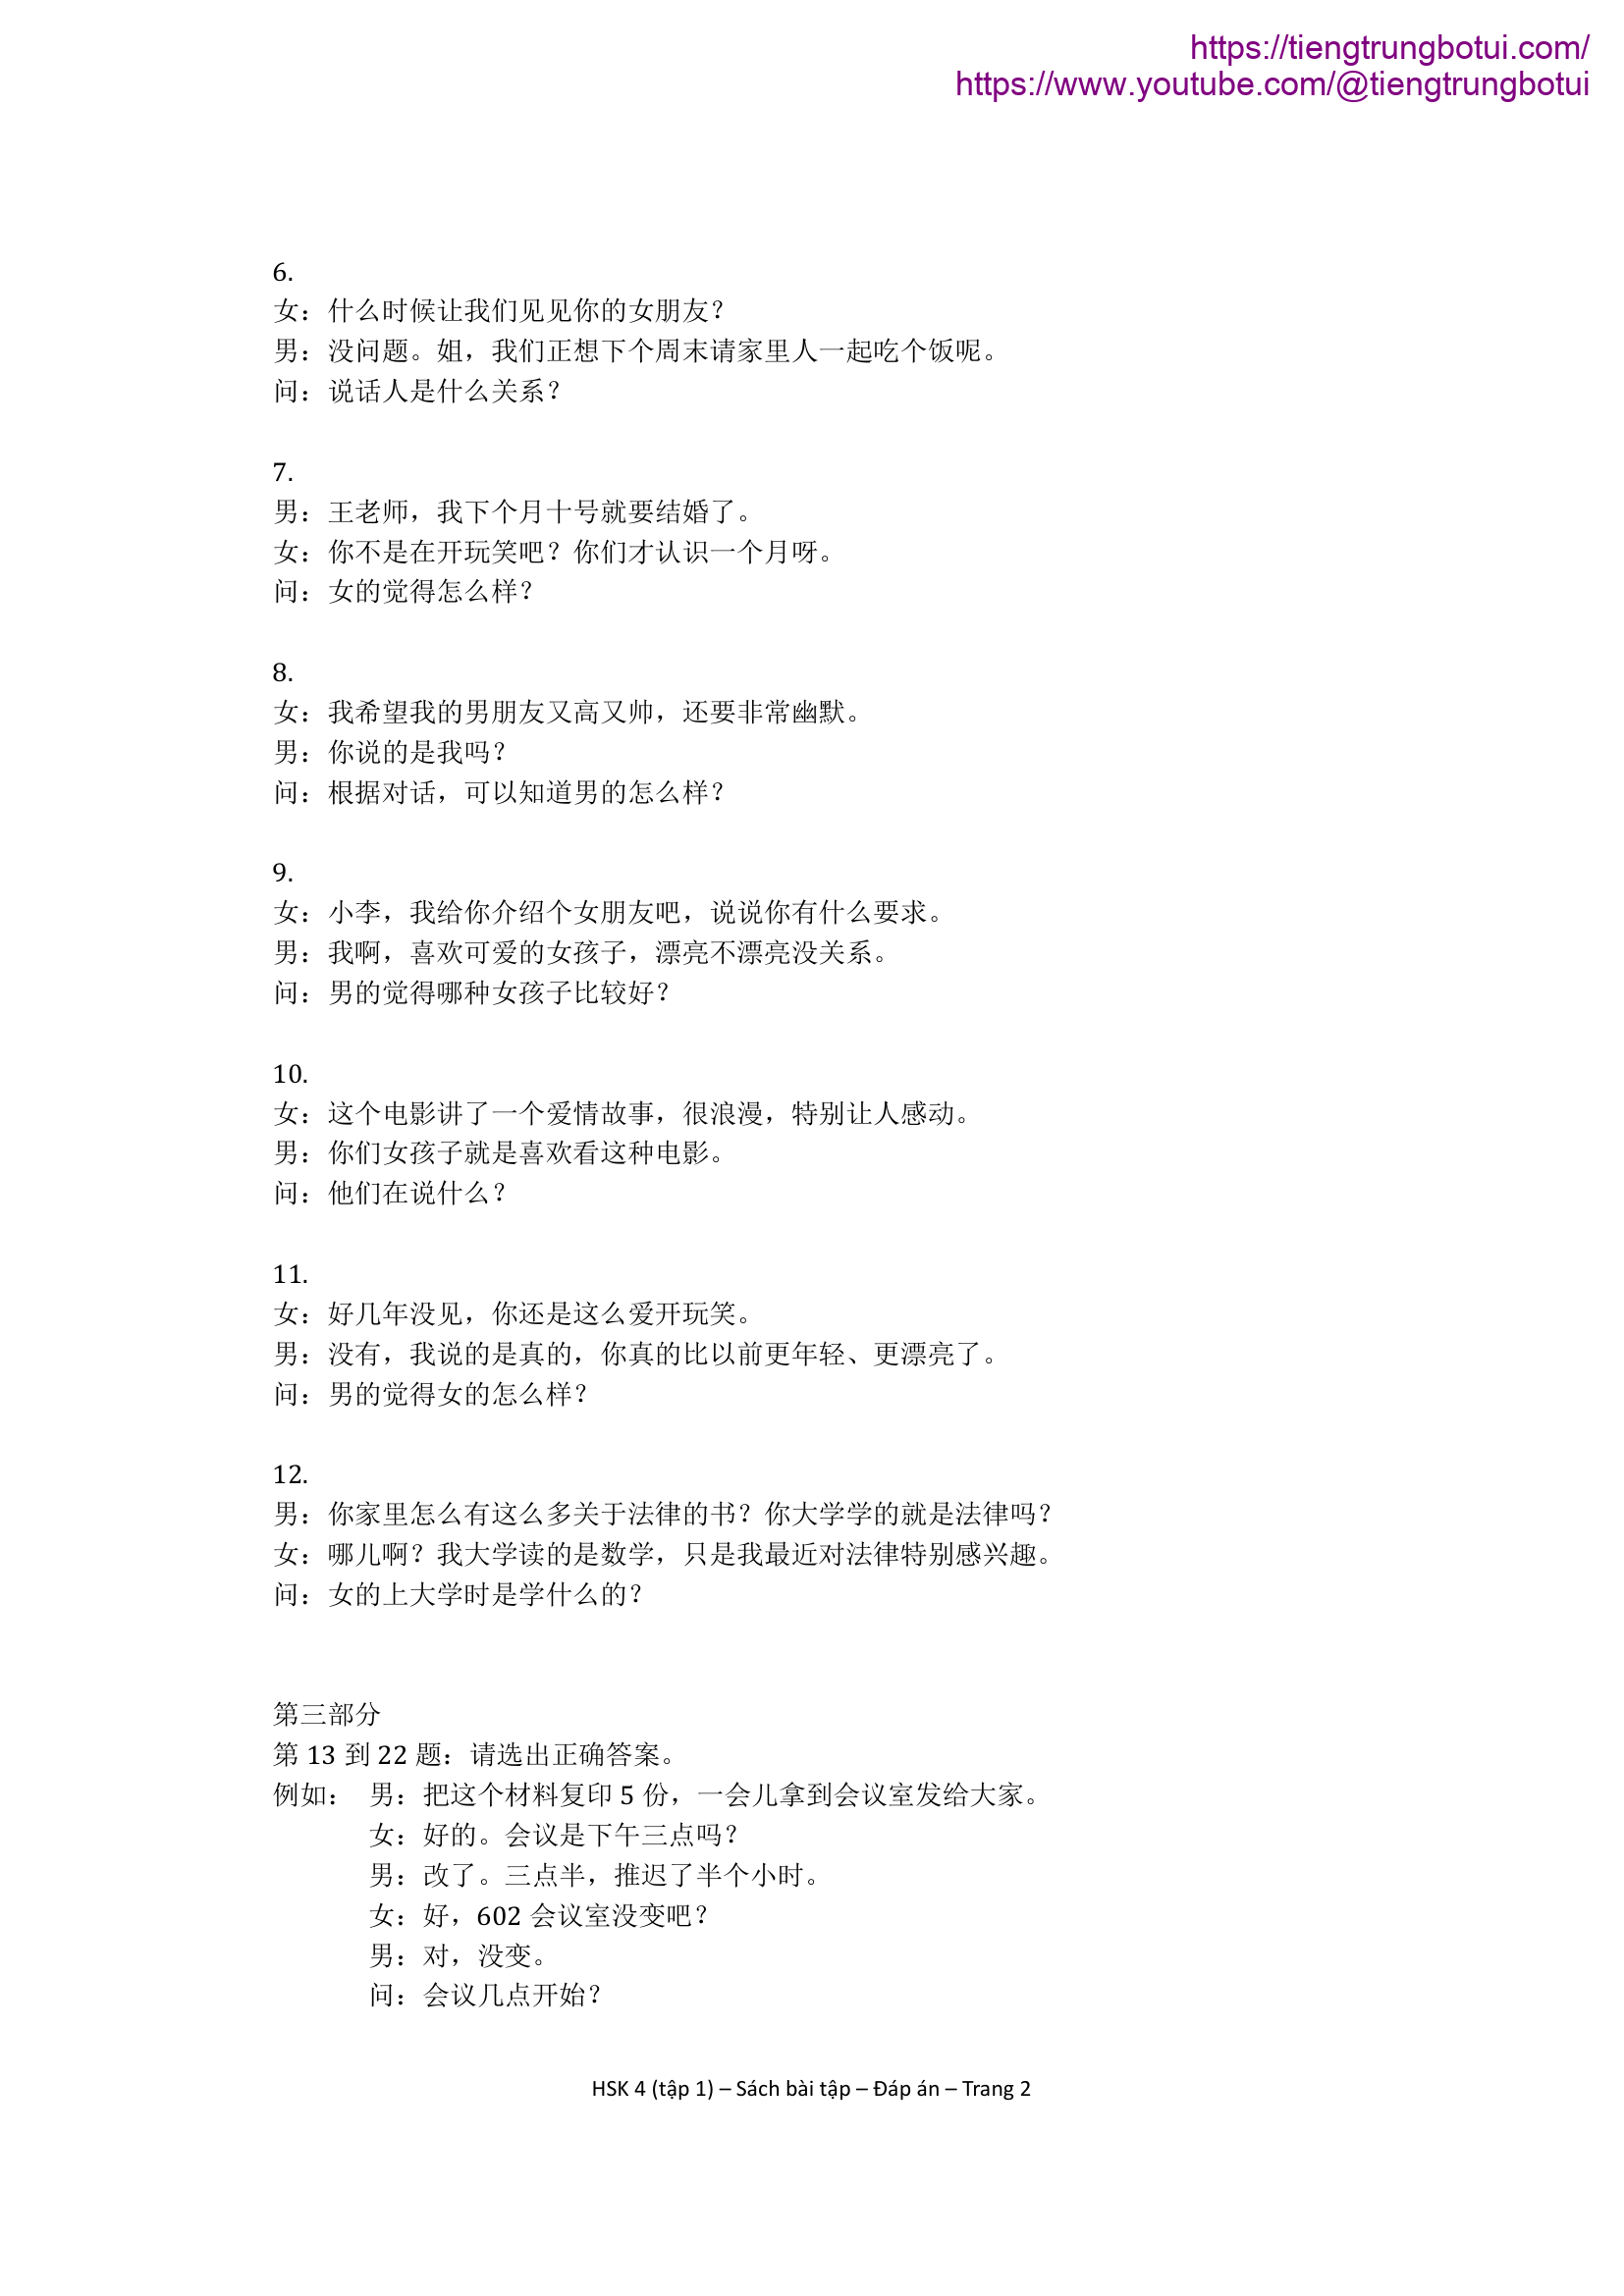 https://tiengtrungbotui.com/
https://www.youtube.com/@tiengtrungbotui
6.
女：什么时候让我们见见你的女朋友？
男：没问题。姐，我们正想下个周末请家里人一起吃个饭呢。
问：说话人是什么关系？
7.
男：王老师，我下个月十号就要结婚了。
女：你不是在开玩笑吧？你们才认识一个月呀。
问：女的觉得怎么样？
8.
女：我希望我的男朋友又高又帅，还要非常幽默。
男：你说的是我吗？
问：根据对话，可以知道男的怎么样？
9.
女：小李，我给你介绍个女朋友吧，说说你有什么要求。
男：我啊，喜欢可爱的女孩子，漂亮不漂亮没关系。
问：男的觉得哪种女孩子比较好？
10.
女：这个电影讲了一个爱情故事，很浪漫，特别让人感动。
男：你们女孩子就是喜欢看这种电影。
问：他们在说什么？
11.
女：好几年没见，你还是这么爱开玩笑。
男：没有，我说的是真的，你真的比以前更年轻、更漂亮了。
问：男的觉得女的怎么样？
12.
男：你家里怎么有这么多关于法律的书？你大学学的就是法律吗？
女：哪儿啊？我大学读的是数学，只是我最近对法律特别感兴趣。
问：女的上大学时是学什么的？
第三部分
第 13 到 22 题：请选出正确答案。
例如： 男：把这个材料复印 5 份，一会儿拿到会议室发给大家。
女：好的。会议是下午三点吗？
男：改了。三点半，推迟了半个小时。
女：好，602 会议室没变吧？
男：对，没变。
问：会议几点开始？
HSK 4 (tập 1) – Sách bài tập – Đáp án – Trang 2